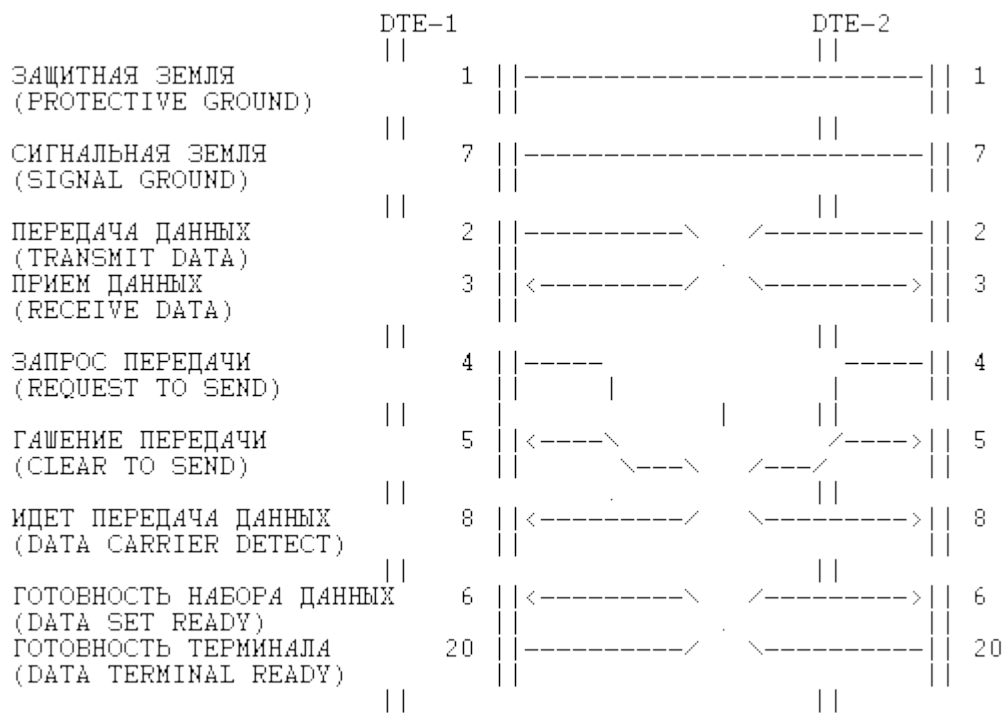 DTE-1 DTE-2
|| ||
ЗАЩИТНАЯ ЗЕМЛЯ 1 ||-----------------------|| 1
(PROTECTIVE GROUND) || ||
|| ||
СИГНАЛЬНАЯ ЗЕМЛЯ 7 ||-----------------------|| 7
(SIGNAL GROUND) || ||
|| ||
ПЕРЕДАЧА ДАННЫХ 2 ||---------\ /---------|| 2
(TRANSMIT DATA) || . ||
ПРИЕМ ДАННЫХ 3 ||<---------/ \--------->|| 3
(RECEIVE DATA) || ||
|| ||
ЗАПРОС ПЕРЕДАЧИ 4 ||----- -----|| 4
(REQUEST TO SEND) || | | ||
|| | | ||
ГАШЕНИЕ ПЕРЕДАЧИ 5 ||<----\ /---->|| 5
(CLEAR TO SEND) || \---\ /---/ ||
|| . ||
ИДЕТ ПЕРЕДАЧА ДАННЫХ 8 ||<---------/ \--------->|| 8
(DATA CARRIER DETECT) || ||
|| ||
ГОТОВНОСТЬ НАБОРА ДАННЫХ 6 ||<---------\ /--------->|| 6
(DATA SET READY) || . ||
ГОТОВНОСТЬ ТЕРМИНАЛА 20 ||---------/ \---------|| 20
(DATA TERMINAL READY) || ||
|| ||